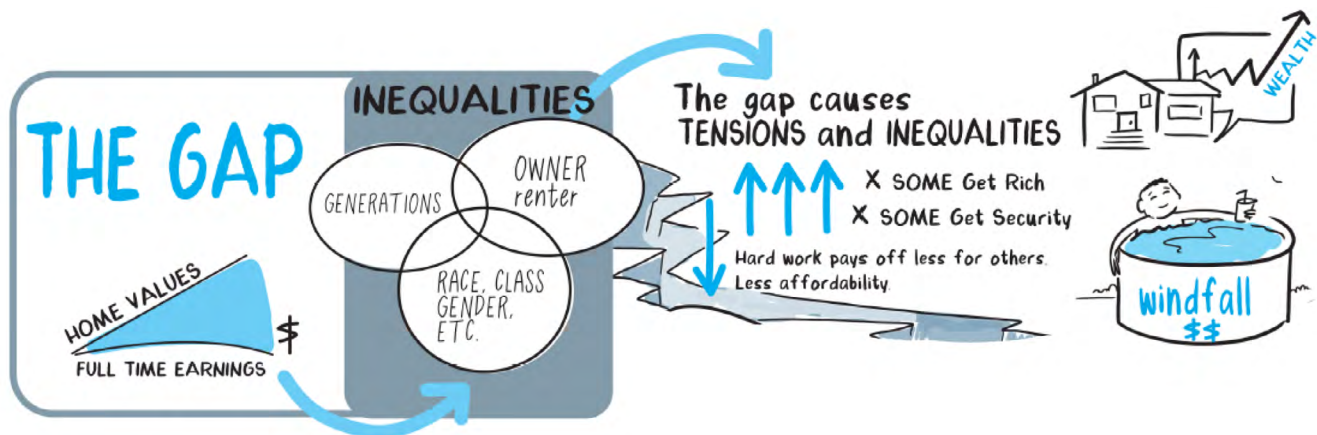 THE GAP
HOME VALUES
$
FULL TIME EARNINGS
INEQUALITIES
GENERATIONS
OWNER
renter
RACE, CLASS
GENDER,
ETC.
The gap causes
TENSIONS and INEQUALITIES
X SOME Get Rich
X SOME Get Security
Hard work pays off less for others.
Less affordability.
WEALTH
windfall
$$